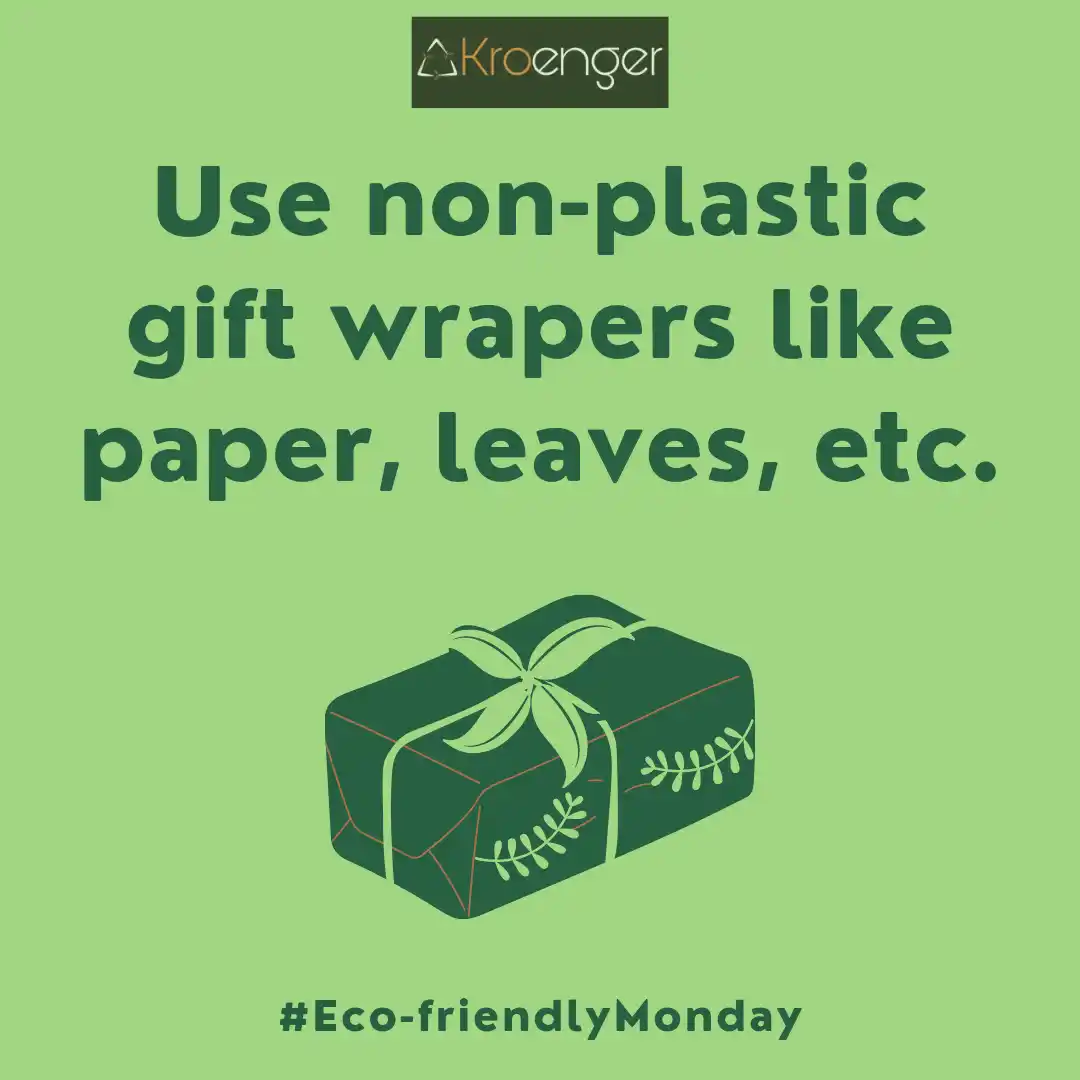 Kroenger
Use non-plastic
gift wrapers like
paper, leaves, etc.
#Eco-friendlyMonday